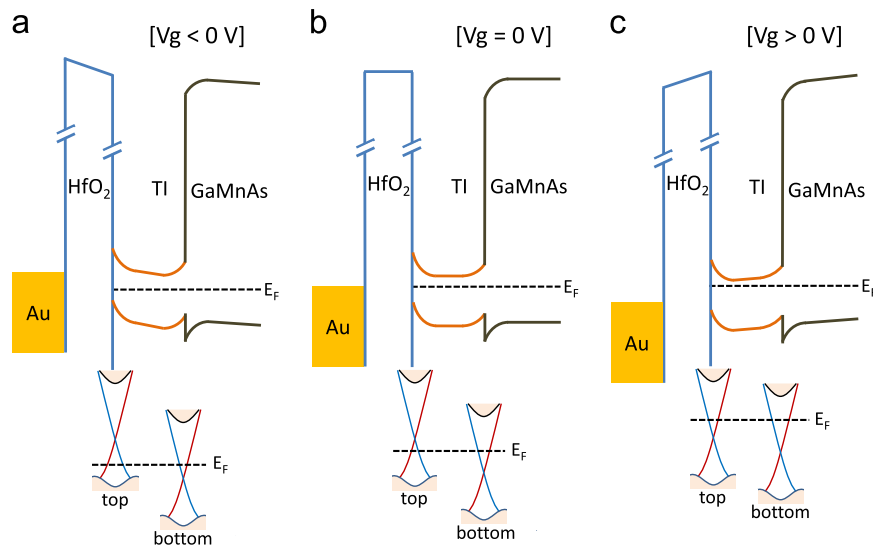 a [Vg < 0 V]
HfO2 TI GaMnAs
EF
Au
EF
top
bottom
b [Vg = 0 V]
HfO2 TI GaMnAs
EF
Au
EF
top
bottom
c [Vg > 0 V]
HfO2 TI GaMnAs
EF
Au
EF
top
bottom